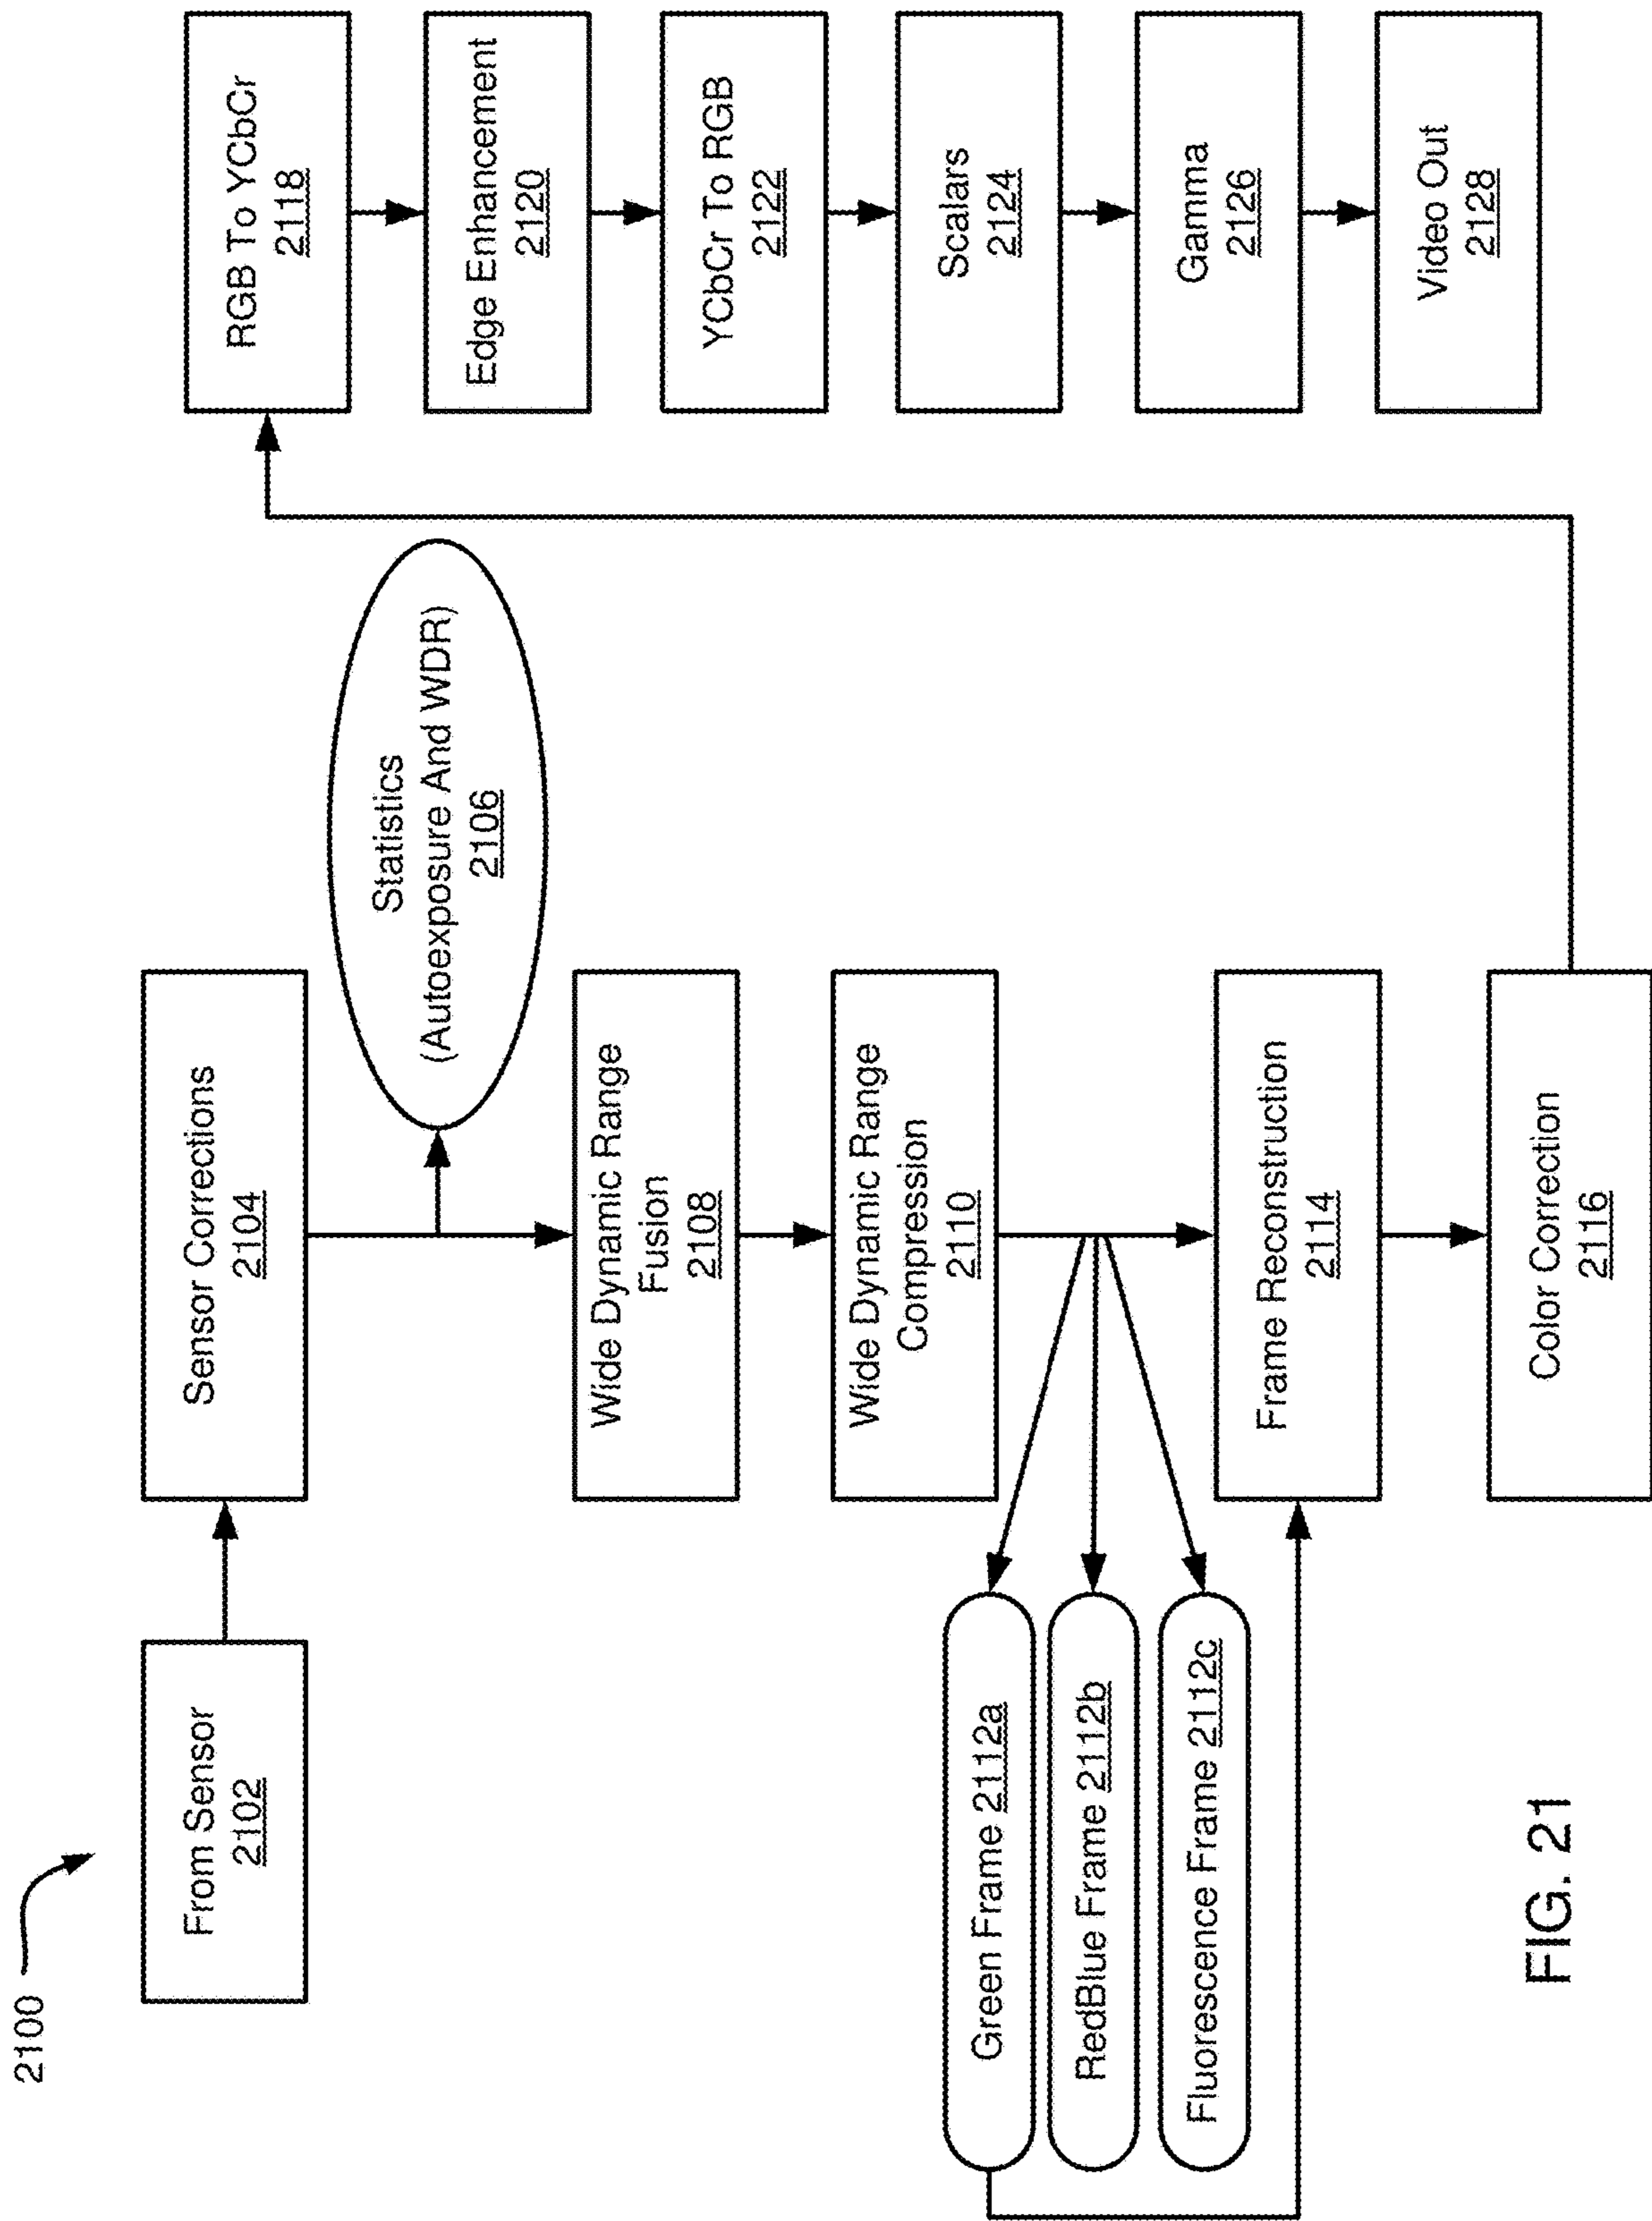 2100
From Sensor
2102
Sensor Corrections
2104
Statistics
(Autoexposure And WDR)
2106
Wide Dynamic Range
Fusion
2108
Wide Dynamic Range
Compression
2110
Green Frame 2112a
RedBlue Frame 2112b
Fluorescence Frame 2112c
Frame Reconstruction
2114
Color Correction
2116
RGB To YCbCr
2118
Edge Enhancement
2120
YCbCr To RGB
2122
Scalars
2124
Gamma
2126
Video Out
2128
FIG. 21